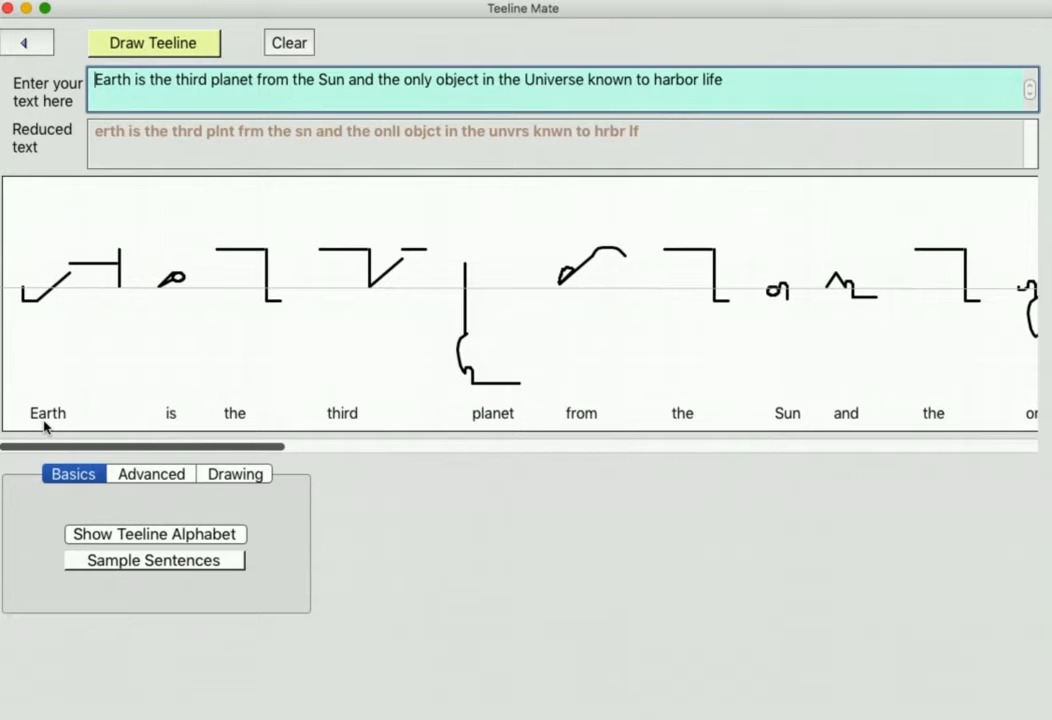 Teeline Mate
Draw Teeline
Clear
Enter your text here
Earth is the third planet from the Sun and the only object in the Universe known to harbor life
Reduced text
erth is the thrd plnt frm the sn and the onll objct in the unvrs knwn to hrbr lf
Earth is the third planet from the Sun and the
Basics Advanced Drawing
Show Teeline Alphabet
Sample Sentences